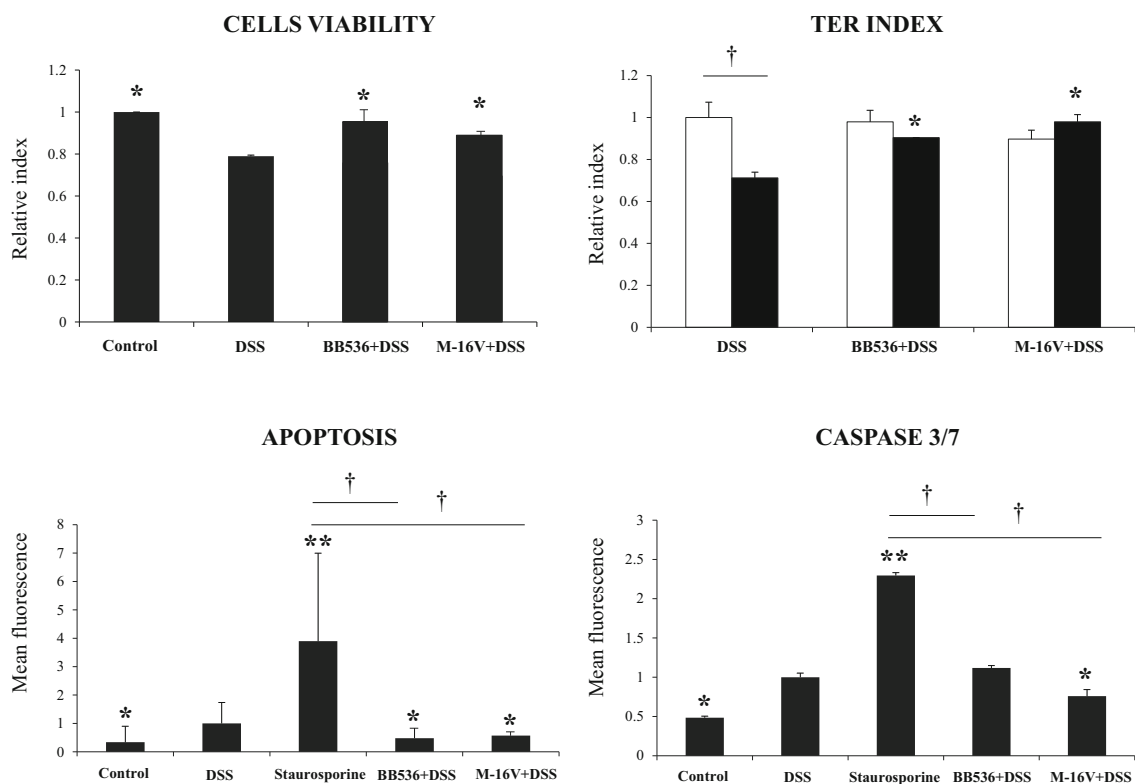 CELLS VIABILITY
Relative index
1.2
1
0.8
0.6
0.4
0.2
0
* * *
Control DSS BB536+DSS M-16V+DSS
TER INDEX
Relative index
1.2
1
0.8
0.6
0.4
0.2
0
†
* *
DSS BB536+DSS M-16V+DSS
APOPTOSIS
Mean fluorescence
8
7
6
5
4
3
2
1
0
†
†
* ** * *
Control DSS Staurosporine BB536+DSS M-16V+DSS
CASPASE 3/7
Mean fluorescence
3
2.5
2
1.5
1
0.5
0
†
†
* ** *
Control DSS Staurosporine BB536+DSS M-16V+DSS